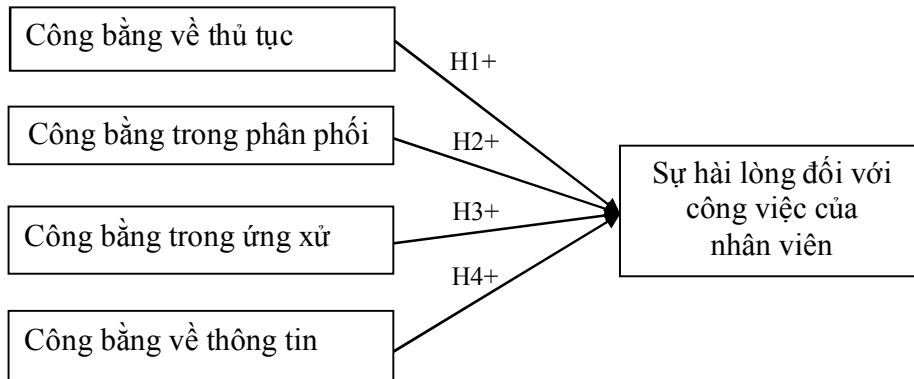 Công bằng về thủ tục
H1+
Công bằng trong phân phối
H2+
Sự hài lòng đối với
công việc của
nhân viên
Công bằng trong ứng xử
H3+
H4+
Công bằng về thông tin